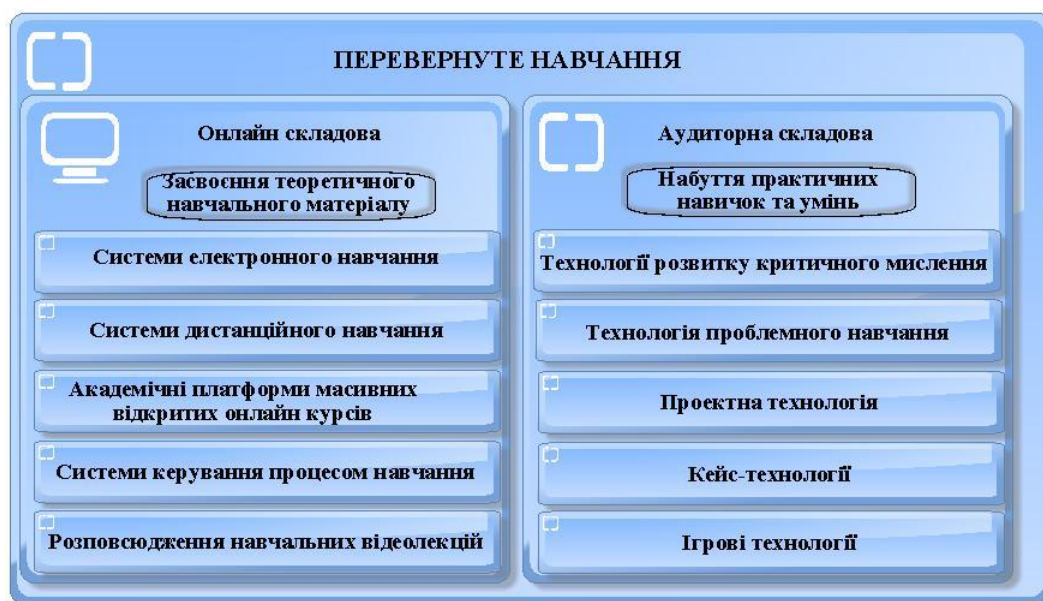 ПЕРЕВЕРНУТЕ НАВЧАННЯ
Онлайн складова
Засвоєння теоретичного
навчального матеріалу
Системи електронного навчання
Системи дистанційного навчання
Академічні платформи масивних
відкритих онлайн курсів
Системи керування процесом навчання
Розповсюдження навчальних відеолекцій
Аудиторна складова
Набуття практичних
навичок та умінь
Технології розвитку критичного мислення
Технологія проблемного навчання
Проектна технологія
Кейс-технології
Ігрові технології